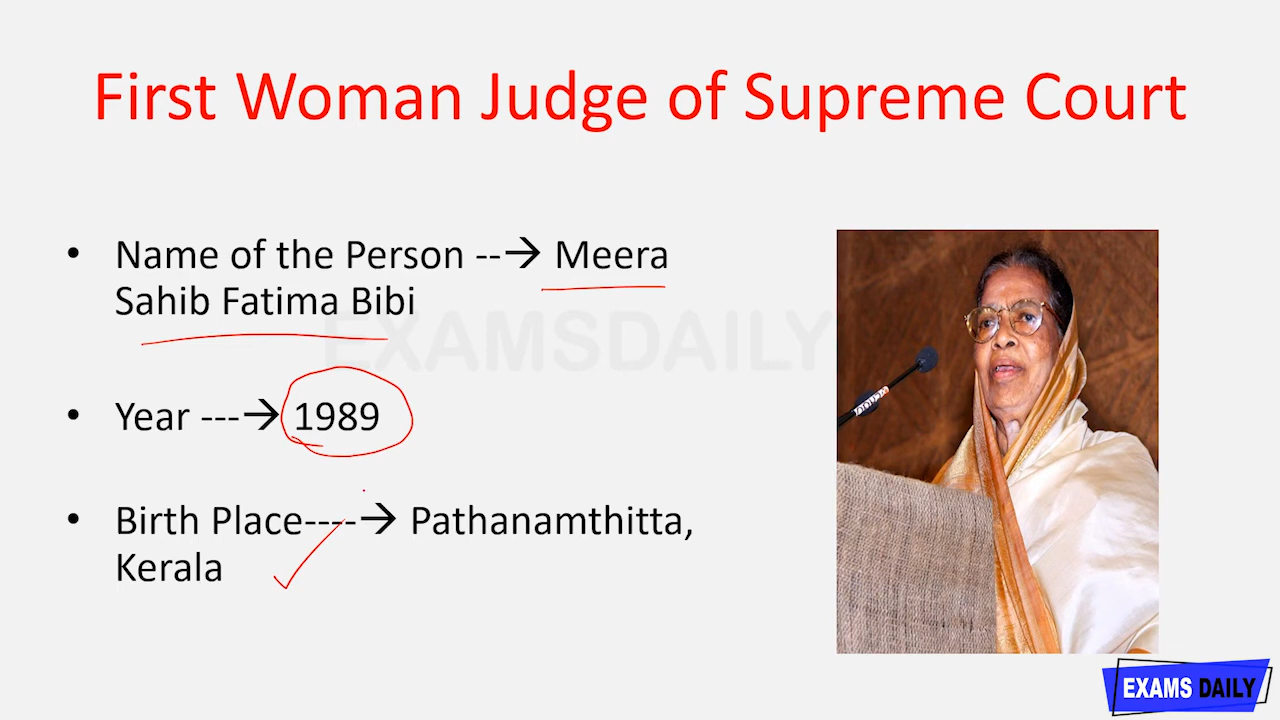 First Woman Judge of Supreme Court
• Name of the Person --→ Meera
Sahib Fatima Bibi
EXAMSDAILY
• Year ---→ 1989
• Birth Place----→ Pathanamthitta,
Kerala
EXAMS DAILY